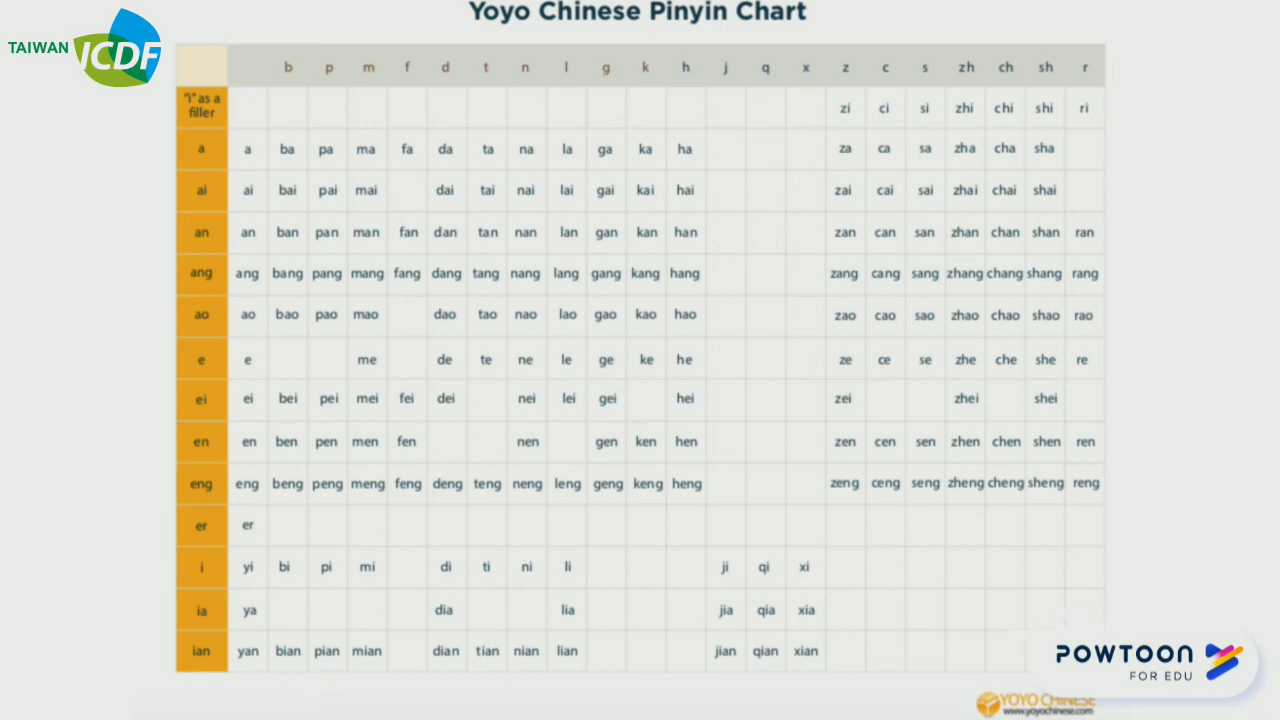 Yoyo Chinese Pinyin Chart
TAIWAN ICDF
b p m f d t n l g k h j q x z c s zh ch sh r
"i" as a filler zi ci si zhi chi shi ri
a a ba pa ma fa da ta na la ga ka ha za ca sa zha cha sha
ai ai bai pai mai dai tai nai lai gai kai hai zai cai sai zhai chai shai
an an ban pan man fan dan tan nan lan gan kan han zan can san zhan chan shan ran
ang ang bang pang mang fang dang tang nang lang gang kang hang zang cang sang zhang chang shang rang
ao ao bao pao mao dao tao nao lao gao kao hao zao cao sao zhao chao shao rao
e e me de te ne le ge ke he ze ce se zhe che she re
ei ei bei pei mei fei dei nei lei gei hei zei zhei shei
en en ben pen men fen nen gen ken hen zen cen sen zhen chen shen ren
eng eng beng peng meng feng deng teng neng leng geng keng heng zeng ceng seng zheng cheng sheng reng
er er
i yi bi pi mi di ti ni li ji qi xi
ia ya dia lia jia qia xia
ian yan bian pian mian dian tian nian lian jian qian xian
POWTOON
FOR EDU
YOYO CHINESE
www.yoyochinese.com